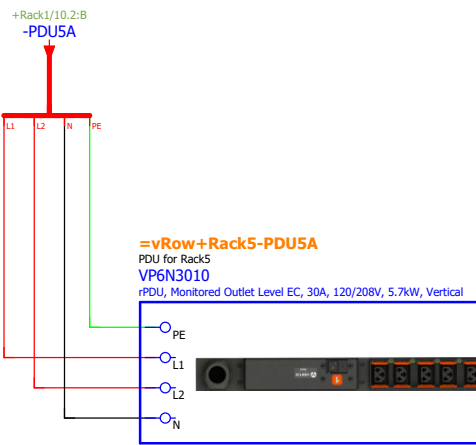 +Rack1/10.2:B
-PDU5A
L1
L2
N
PE
=vRow+Rack5-PDU5A
PDU for Rack5
VP6N3010
rPDU, Monitored Outlet Level EC, 30A, 120/208V, 5.7kW, Vertical
PE
L1
L2
N